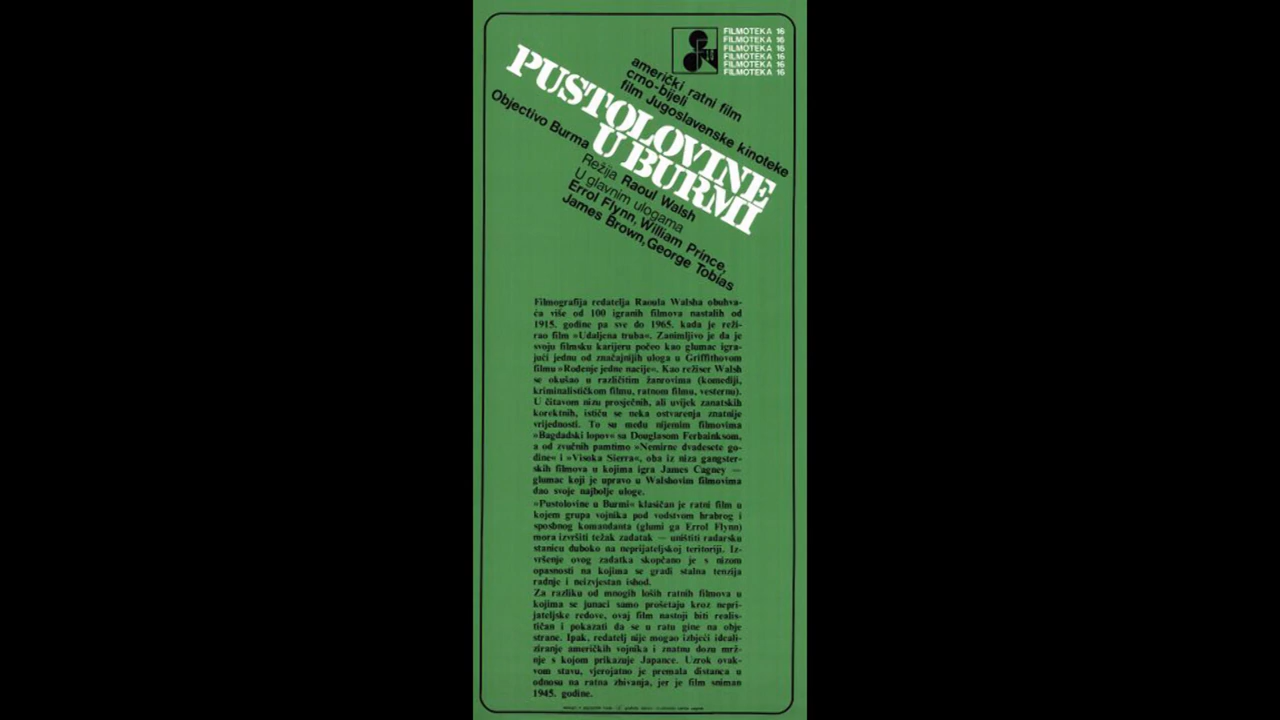 FILMOTEKA 16
FILMOTEKA 16
FILMOTEKA 16
FILMOTEKA 16
FILMOTEKA 16
FILMOTEKA 16
američki ratni film
crno-bijeli
film Jugoslavenske kinoteke
PUSTOLOVINE
U BURMI
Objectivo Burma
Režija Raoul Walsh
U glavnim ulogama
Errol Flynn, William Prince,
James Brown, George Tobias
Filmografija redatelja Raoula Walsha obuhva-
ća više od 100 igranih filmova nastalih od
1915. godine pa sve do 1965. kada je reži-
rao film »Udaljena truba«. Zanimljivo je da je
svoju filmsku karijeru počeo kao glumac igra-
jući jednu od značajnijih uloga u Griffithovom
filmu »Rođenje jedne nacije«. Kao režiser Walsh
se okušao u različitim žanrovima (komediji,
kriminalističkom filmu, ratnom filmu, vesternu).
U čitavom nizu prosječnih, ali uvijek zanatskih
korektnih, ističu se neka ostvarenja znatnije
vrijednosti. To su među nijemim filmovima
»Bagdadski lopov« sa Douglasom Ferbainksom,
a od zvučnih pamtimo »Nemirne dvadesete go-
dine« i »Visoka Sierra«, oba iz niza gangster-
skih filmova u kojima igra James Cagney —
glumac koji je upravo u Walshovim filmovima
dao svoje najbolje uloge.
»Pustolovine u Burmi« klasičan je ratni film u
kojem grupa vojnika pod vodstvom hrabrog i
sposbnog komandanta (glumi ga Errol Flynn)
mora izvršiti težak zadatak — uništiti radarsku
stanicu duboko na neprijateljskoj teritoriji. Iz-
vršenje ovog zadatka skopčano je s nizom
opasnosti na kojima se gradi stalna tenzija
radnje i neizvjestan ishod.
Za razliku od mnogih loših ratnih filmova u
kojima se junaci samo prošetaju kroz nepri-
jateljske redove, ovaj film nastoji biti realis-
tičan i pokazati da se u ratu gine na obje
strane. Ipak, redatelj nije mogao izbjeći ideali-
ziranje američkih vojnika i znatnu dozu mrž-
nje s kojom prikazuje Japance. Uzrok ovak-
vom stavu, vjerojatno je premala distanca u
odnosu na ratna zbivanja, jer je film sniman
1945. godine.